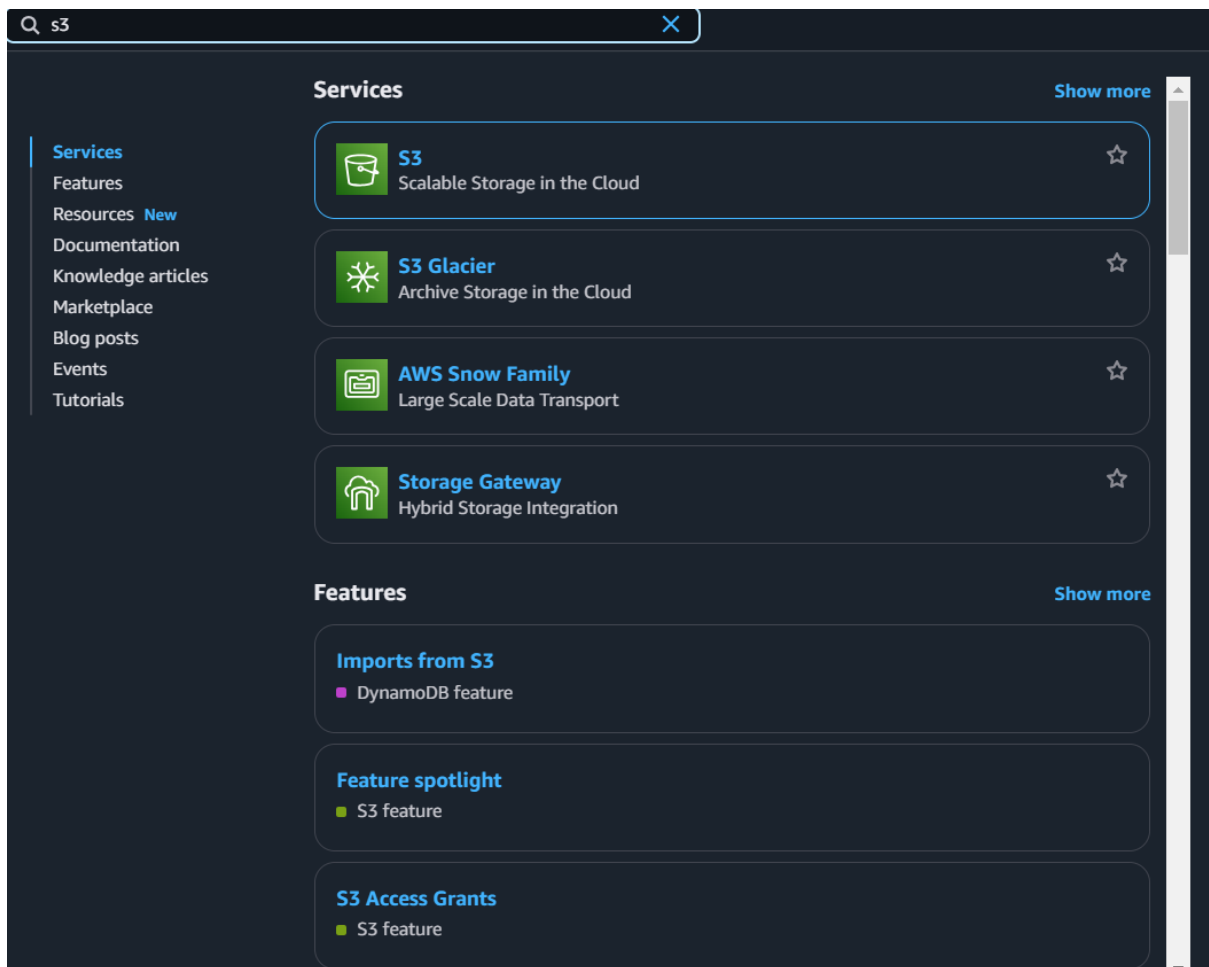 s3
Services
Features
Resources New
Documentation
Knowledge articles
Marketplace
Blog posts
Events
Tutorials
Services Show more
S3
Scalable Storage in the Cloud
S3 Glacier
Archive Storage in the Cloud
AWS Snow Family
Large Scale Data Transport
Storage Gateway
Hybrid Storage Integration
Features Show more
Imports from S3
DynamoDB feature
Feature spotlight
S3 feature
S3 Access Grants
S3 feature